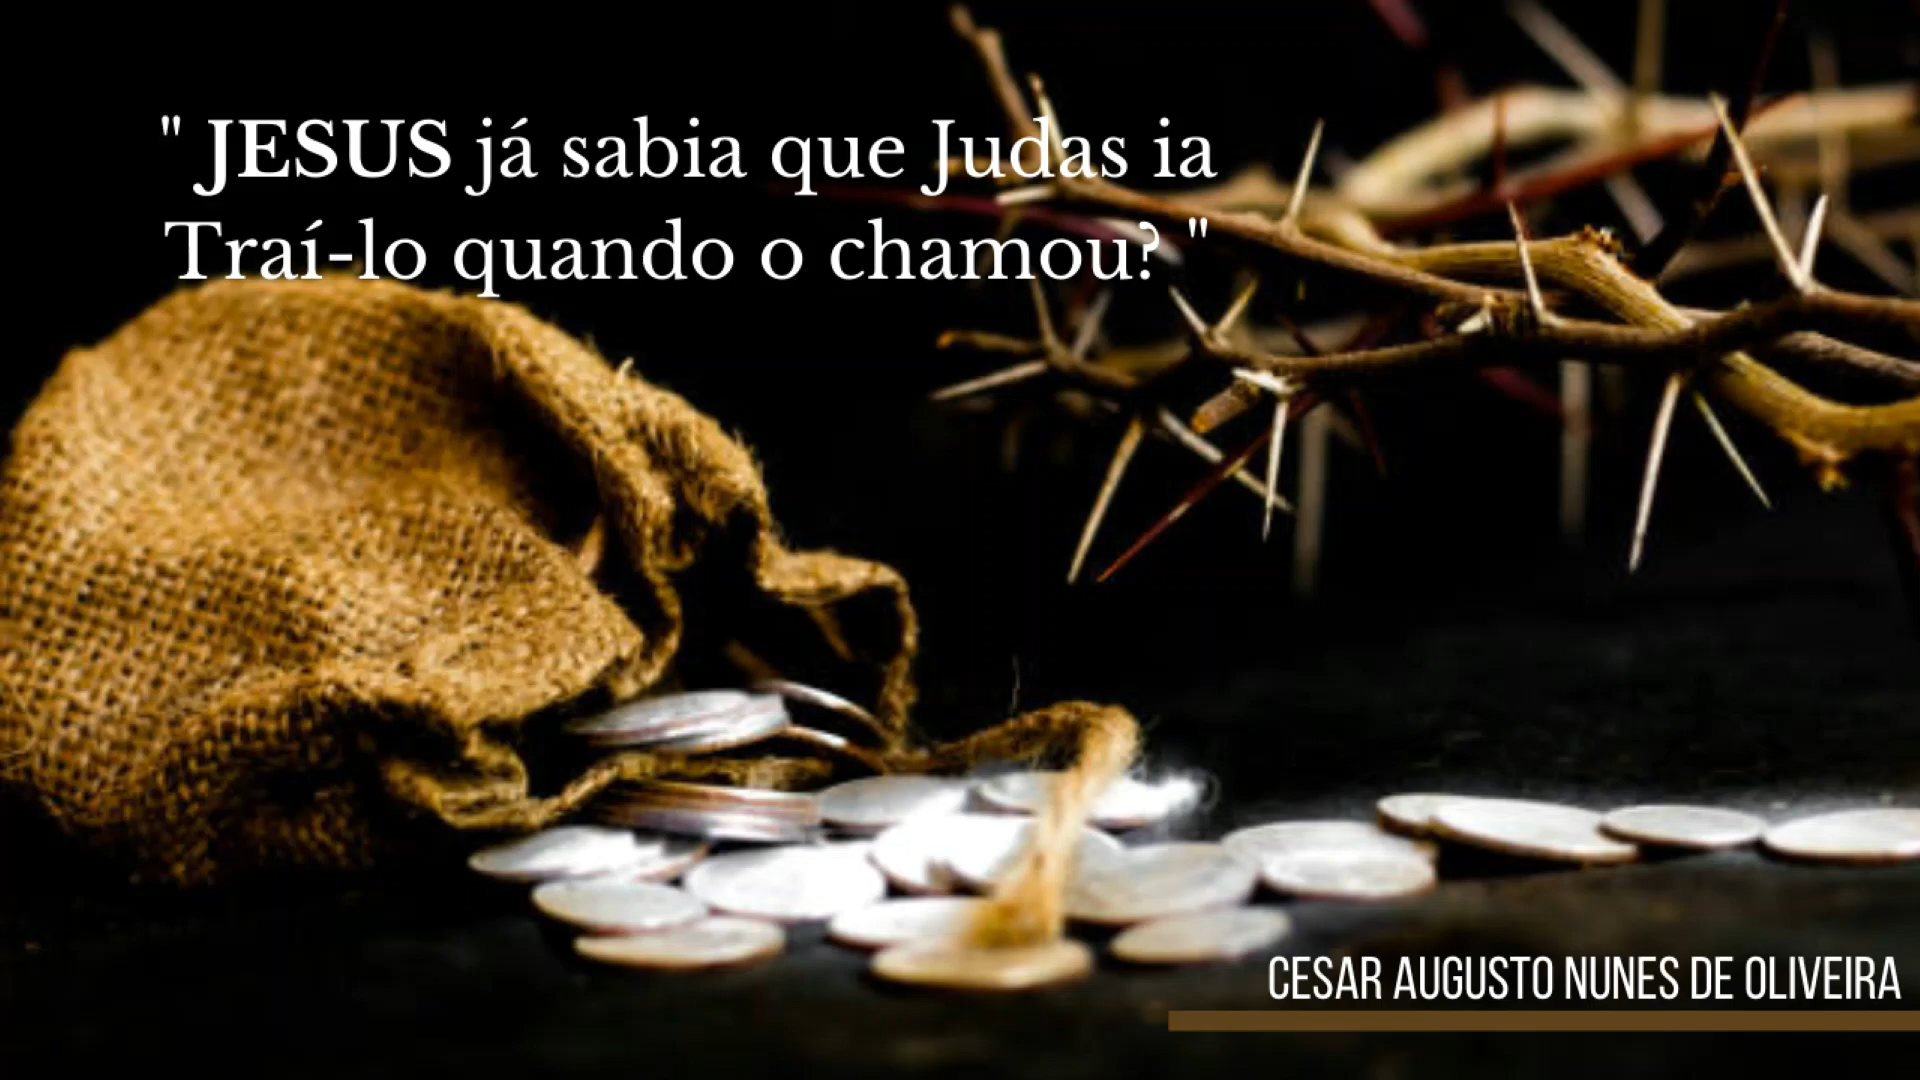 " JESUS já sabia que Judas ia
Traí-lo quando o chamou? "
CESAR AUGUSTO NUNES DE OLIVEIRA